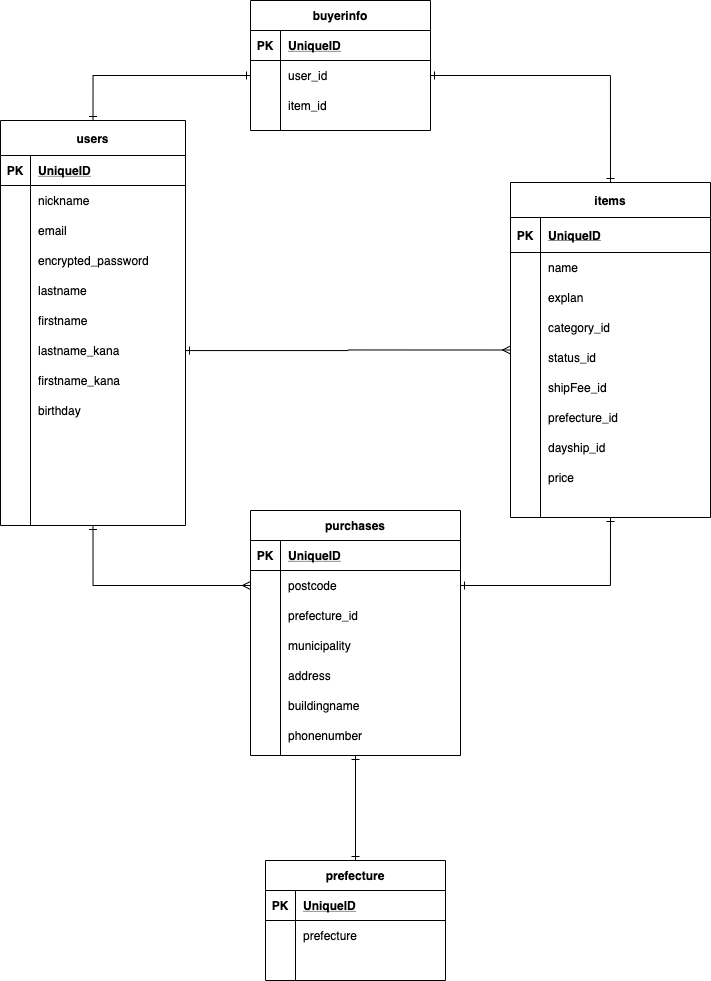 buyerinfo
PK UniqueID
user_id
item_id
users
PK UniqueID
nickname
email
encrypted_password
lastname
firstname
lastname_kana
firstname_kana
birthday
items
PK UniqueID
name
explan
category_id
status_id
shipFee_id
prefecture_id
dayship_id
price
purchases
PK UniqueID
postcode
prefecture_id
municipality
address
buildingname
phonenumber
prefecture
PK UniqueID
prefecture